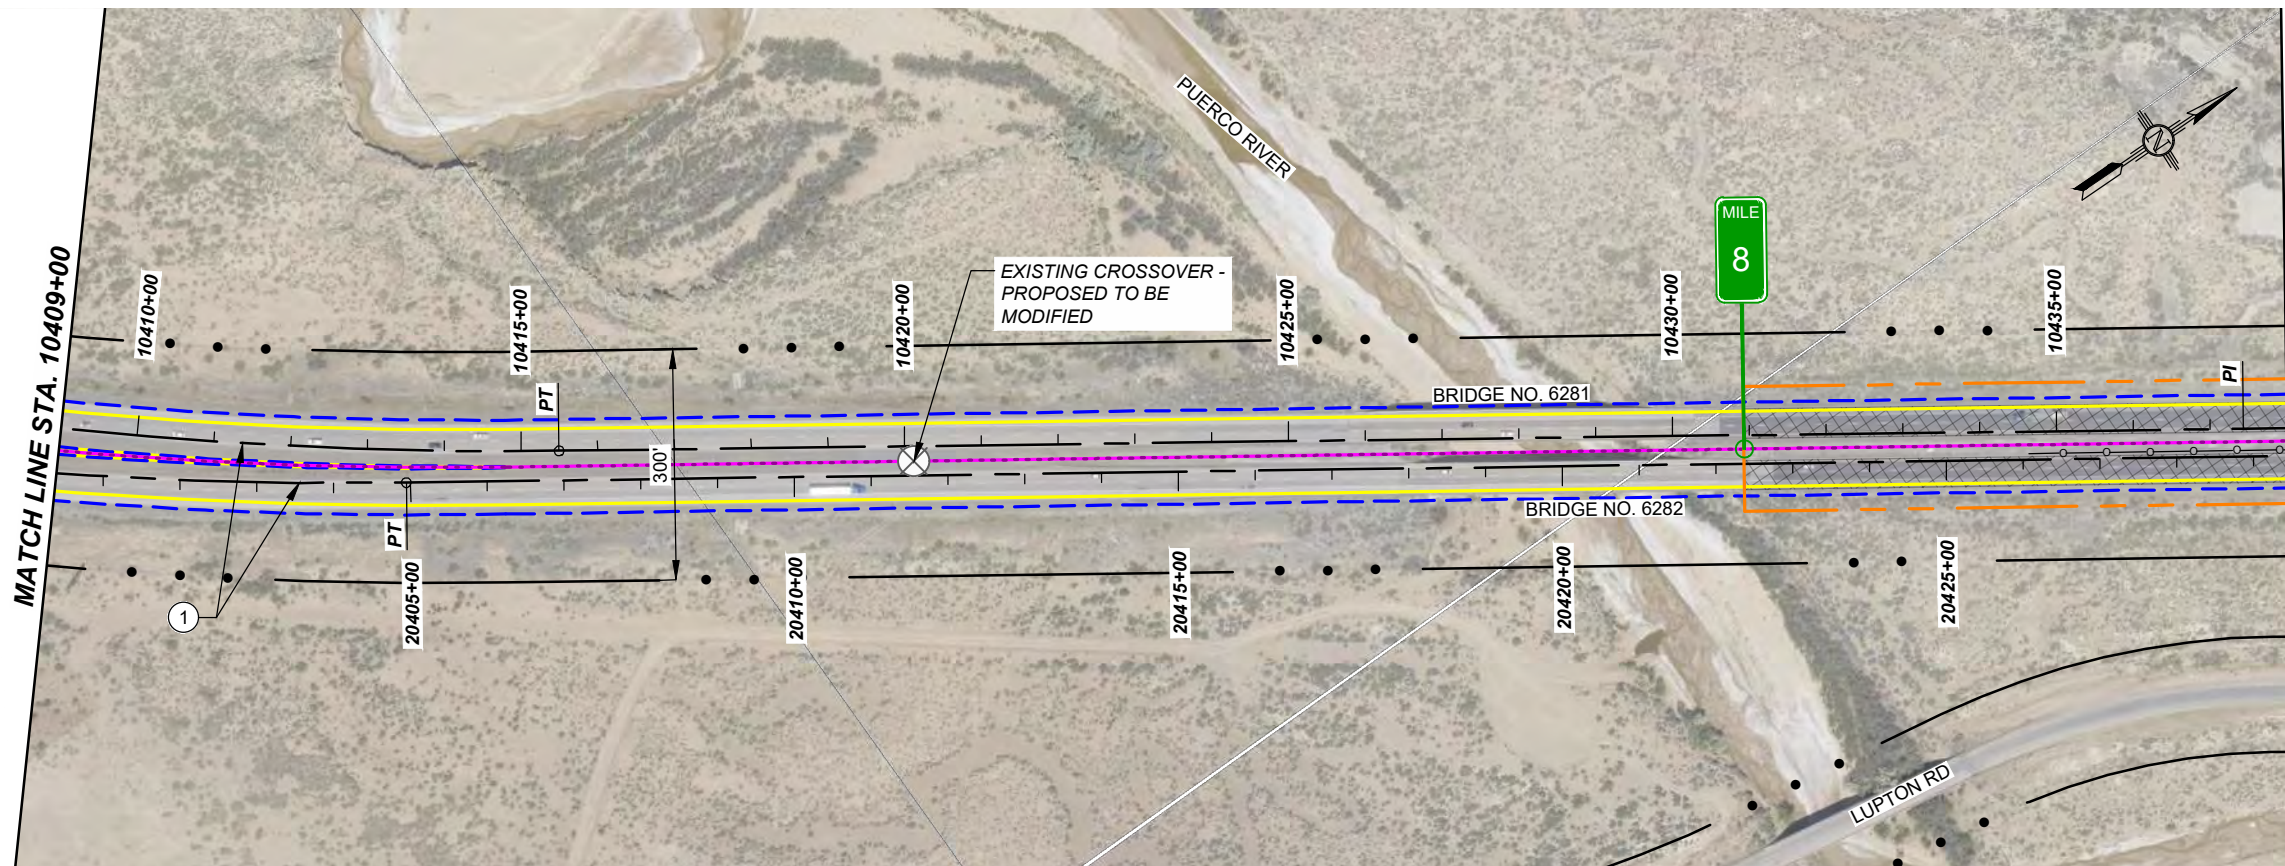 MATCH LINE STA. 10409+00
10410+00
10415+00
10420+00
10425+00
10430+00
10435+00
PUERCO RIVER
N
MILE
8
EXISTING CROSSOVER -
PROPOSED TO BE
MODIFIED
PT
PI
BRIDGE NO. 6281
300'
BRIDGE NO. 6282
PT
1
20405+00
20410+00
20415+00
20420+00
20425+00
LUPTON RD